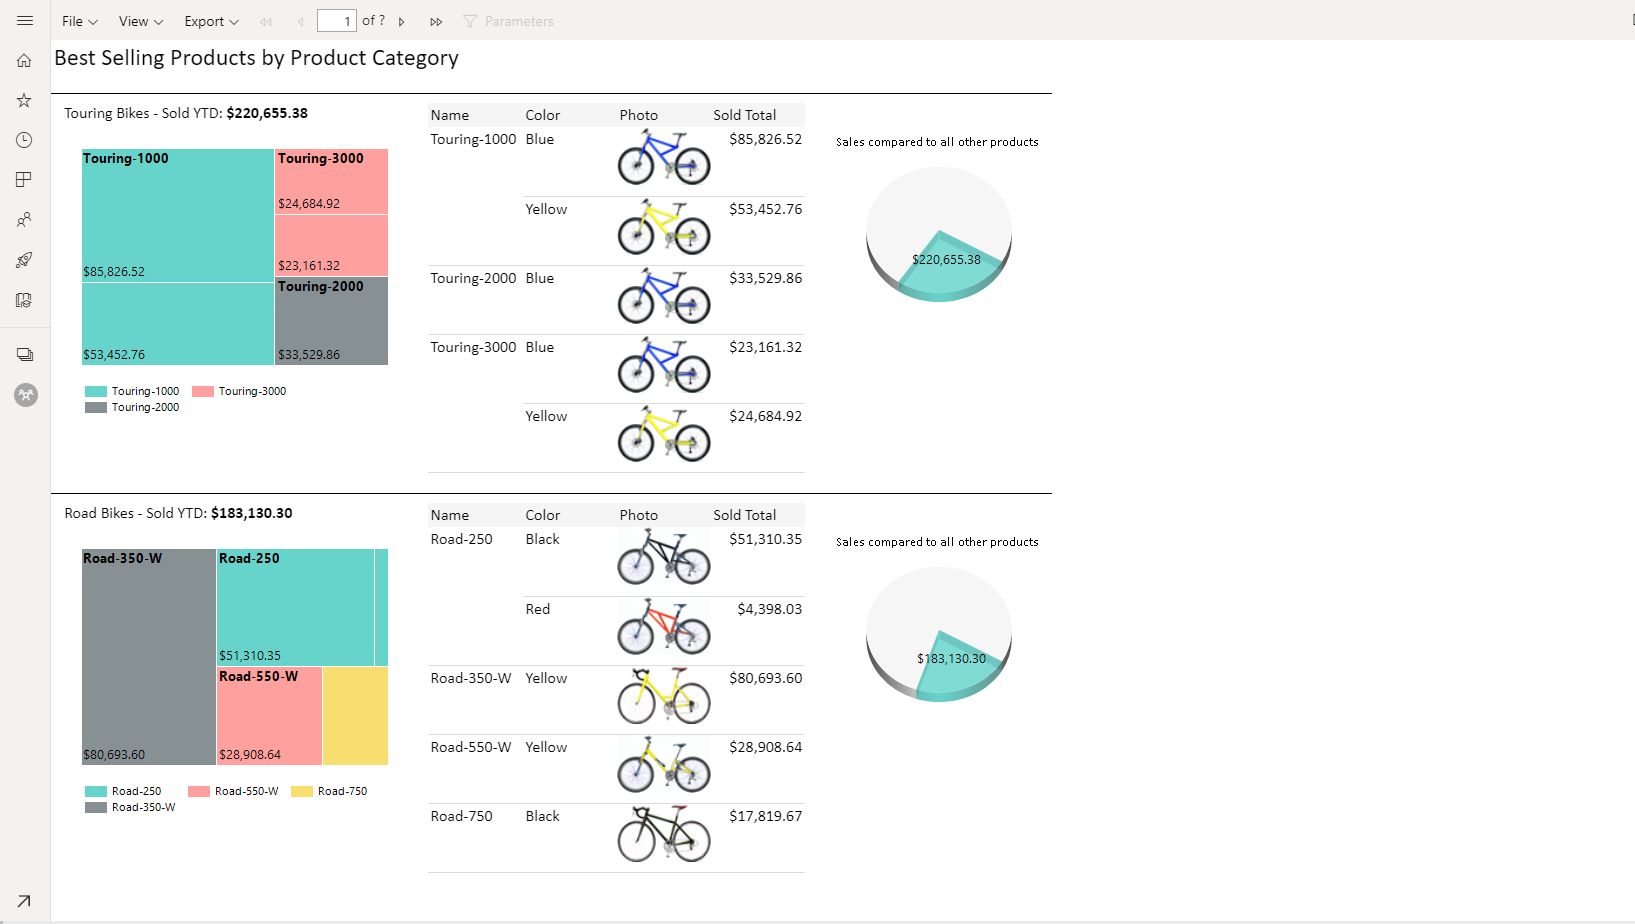 File View Export 1 of ? Parameters
Best Selling Products by Product Category
Touring Bikes - Sold YTD: $220,655.38
Touring-1000
Touring-3000
$24,684.92
$85,826.52
$23,161.32
Touring-2000
$53,452.76
$33,529.86
Touring-1000 Touring-3000
Touring-2000
Name Color Photo Sold Total
Touring-1000 Blue $85,826.52
Yellow $53,452.76
Touring-2000 Blue $33,529.86
Touring-3000 Blue $23,161.32
Yellow $24,684.92
Sales compared to all other products
$220,655.38
Road Bikes - Sold YTD: $183,130.30
Road-350-W
Road-250
$51,310.35
Road-550-W
$80,693.60
$28,908.64
Road-250 Road-550-W Road-750
Road-350-W
Name Color Photo Sold Total
Road-250 Black $51,310.35
Red $4,398.03
Road-350-W Yellow $80,693.60
Road-550-W Yellow $28,908.64
Road-750 Black $17,819.67
Sales compared to all other products
$183,130.30